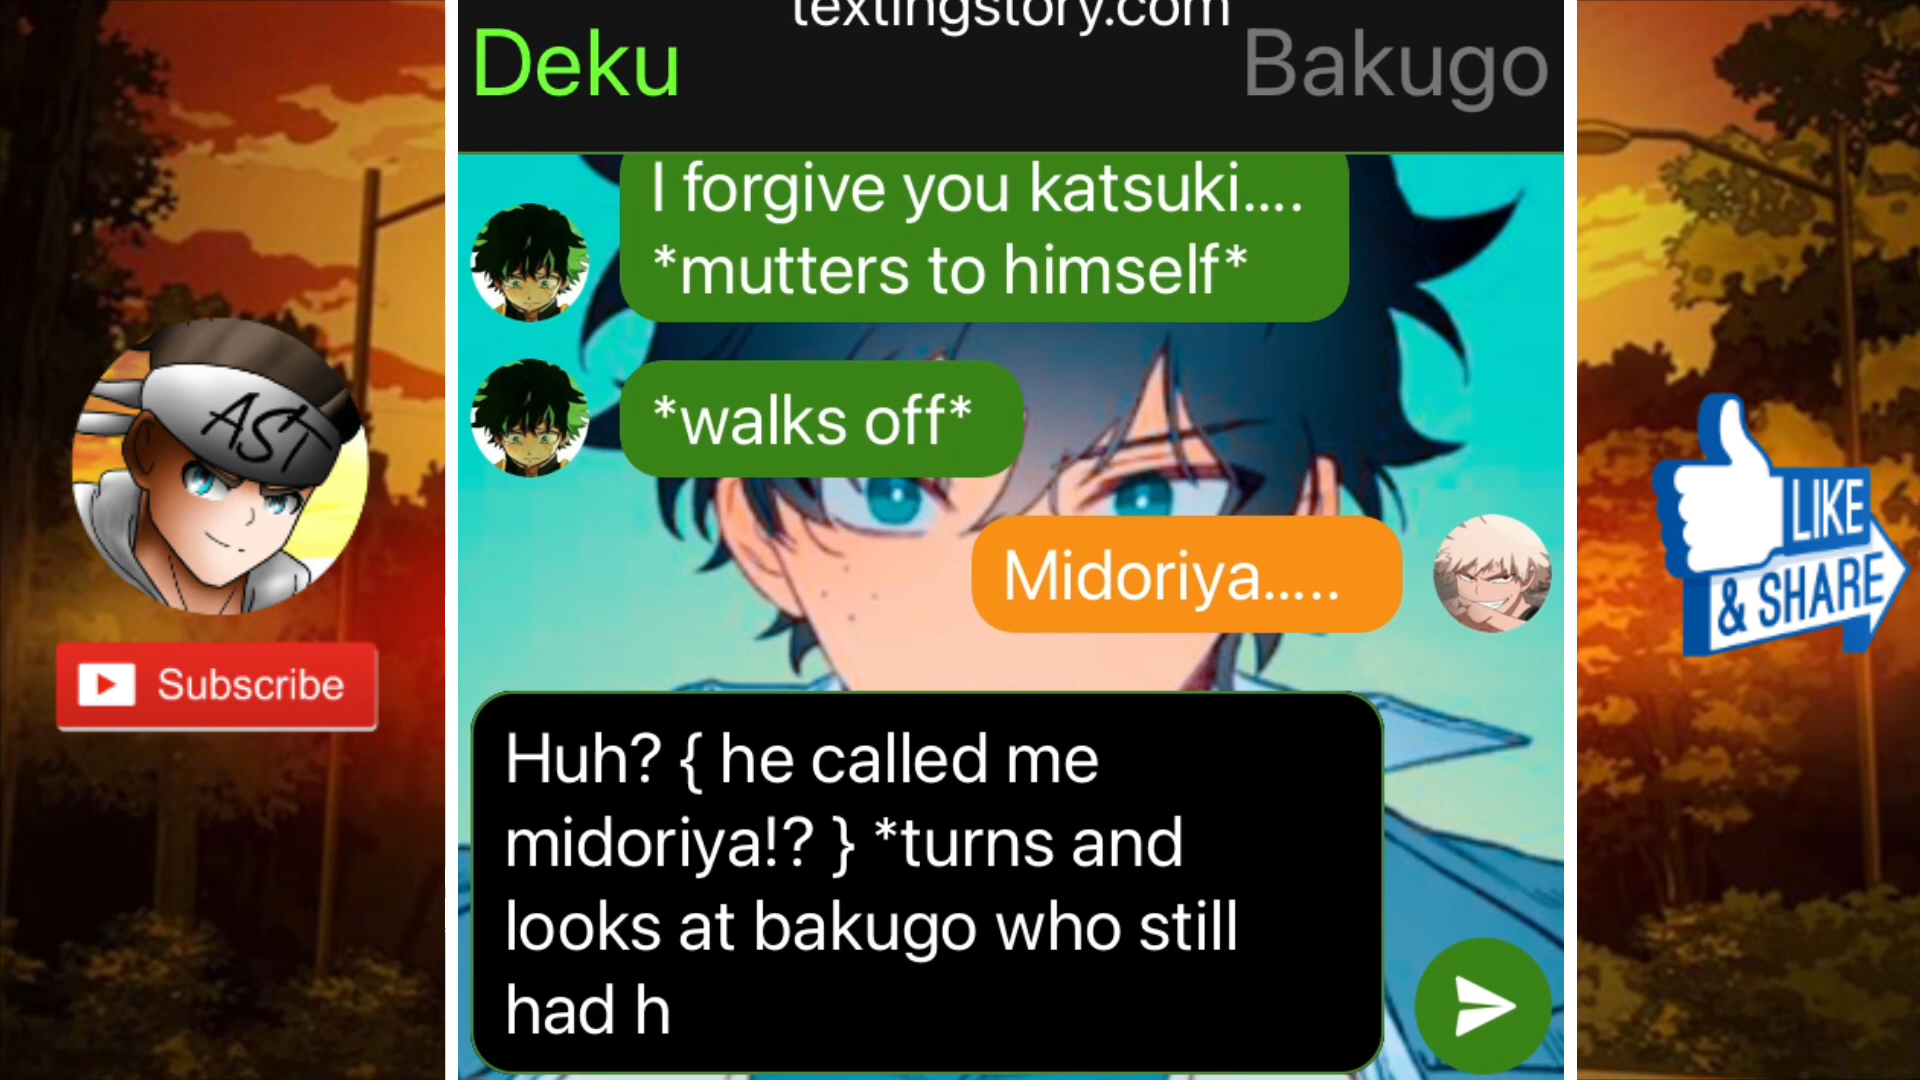 textingstory.com
Deku
Bakugo
I forgive you katsuki....
*mutters to himself*
*walks off*
Midoriya.....
Huh? { he called me
midoriya!? } *turns and
looks at bakugo who still
had h
AST
Subscribe
LIKE
& SHARE